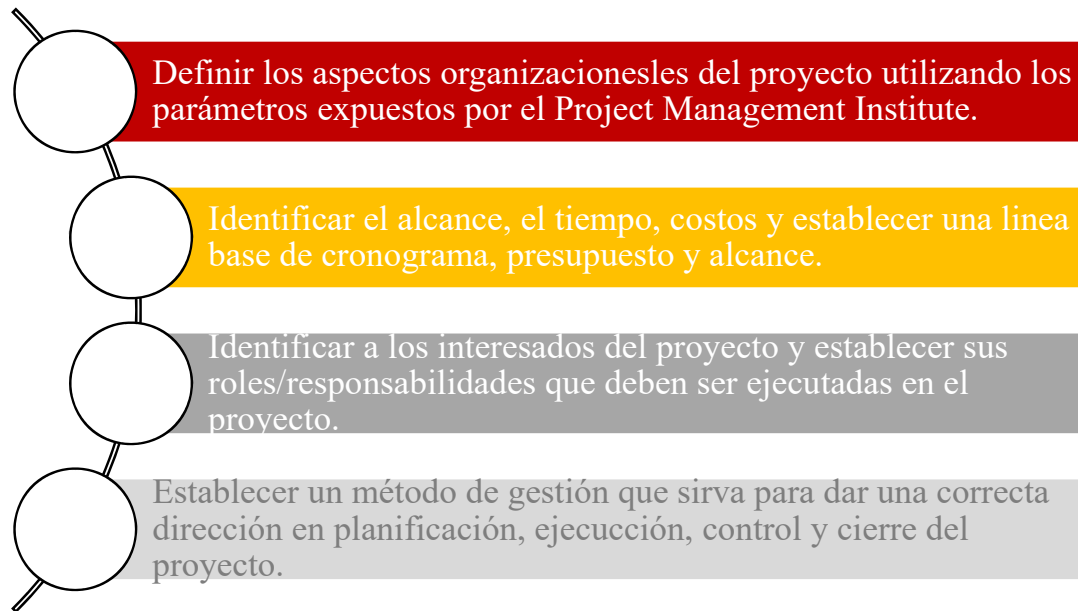 Definir los aspectos organizacionesles del proyecto utilizando los
parámetros expuestos por el Project Management Institute.
Identificar el alcance, el tiempo, costos y establecer una linea
base de cronograma, presupuesto y alcance.
Identificar a los interesados del proyecto y establecer sus
roles/responsabilidades que deben ser ejecutadas en el
proyecto.
Establecer un método de gestión que sirva para dar una correcta
dirección en planificación, ejecucción, control y cierre del
proyecto.